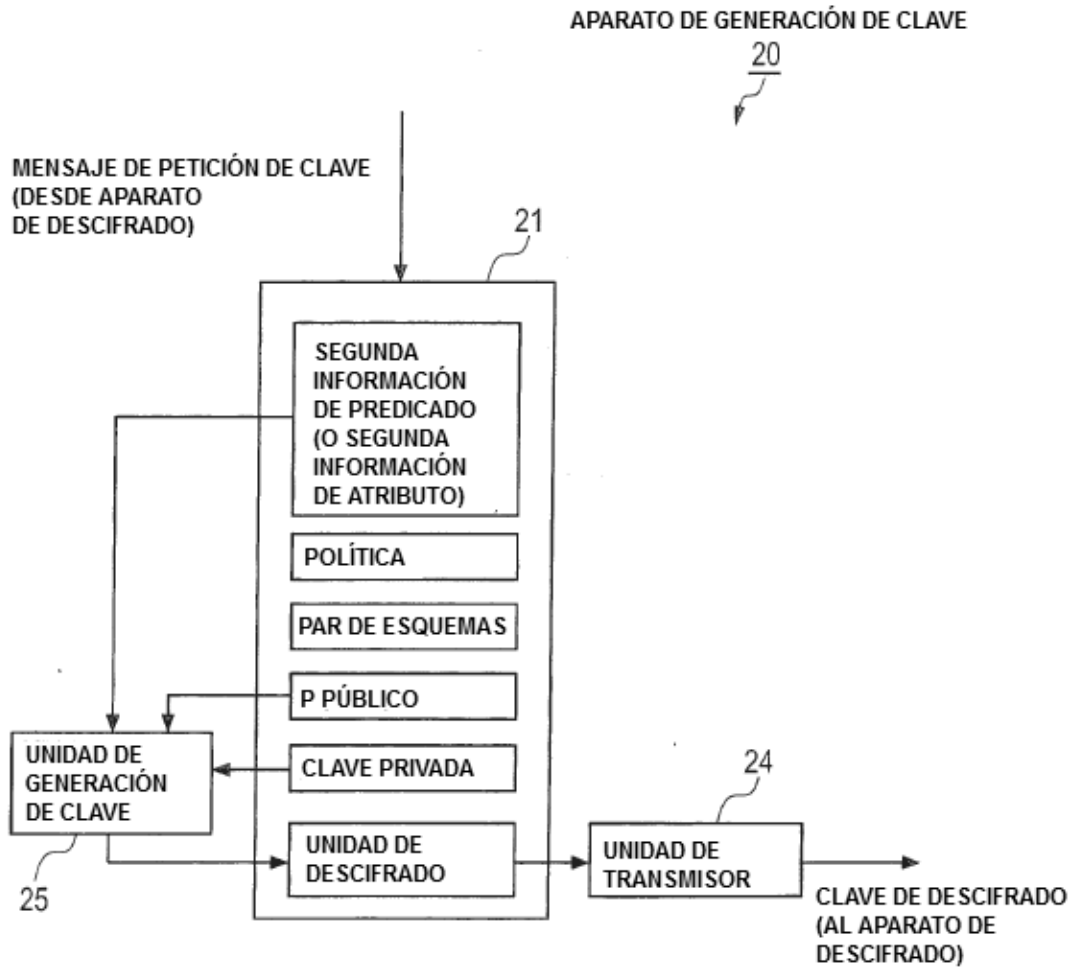 APARATO DE GENERACIÓN DE CLAVE
20
MENSAJE DE PETICIÓN DE CLAVE
(DESDE APARATO
DE DESCIFRADO)
21
SEGUNDA
INFORMACIÓN
DE PREDICADO
(O SEGUNDA
INFORMACIÓN
DE ATRIBUTO)
POLÍTICA
PAR DE ESQUEMAS
P PÚBLICO
UNIDAD DE
GENERACIÓN
DE CLAVE
CLAVE PRIVADA
24
25
UNIDAD DE
DESCIFRADO
UNIDAD DE
TRANSMISOR
CLAVE DE DESCIFRADO
(AL APARATO DE
DESCIFRADO)